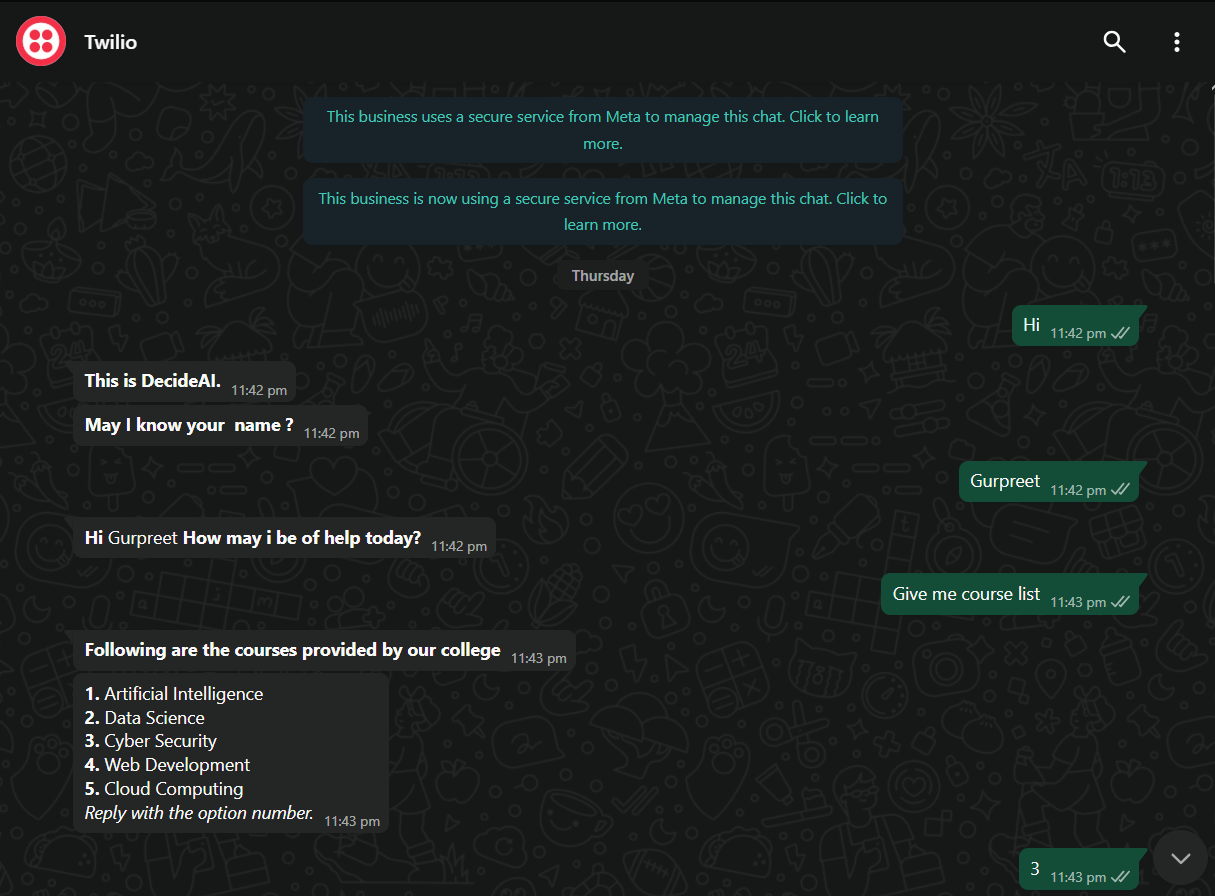 Twilio
This business uses a secure service from Meta to manage this chat. Click to learn
more.
This business is now using a secure service from Meta to manage this chat. Click to
learn more.
Thursday
Hi 11:42 pm
This is DecideAI. 11:42 pm
May I know your  name ? 11:42 pm
Gurpreet 11:42 pm
Hi Gurpreet How may i be of help today? 11:42 pm
Give me course list 11:43 pm
Following are the courses provided by our college 11:43 pm
1. Artificial Intelligence
2. Data Science
3. Cyber Security
4. Web Development
5. Cloud Computing
Reply with the option number. 11:43 pm
3 11:43 pm